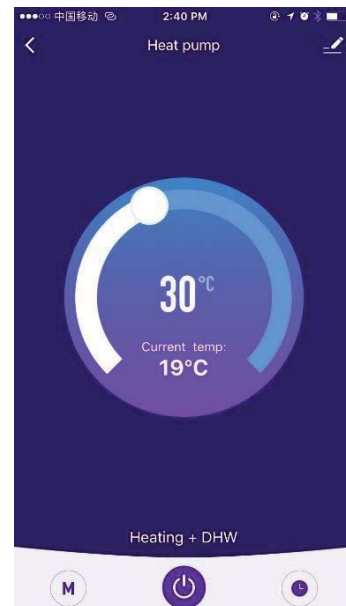 中国移动 2:40 PM
Heat pump
30°C
Current temp:
19°C
Heating + DHW
M